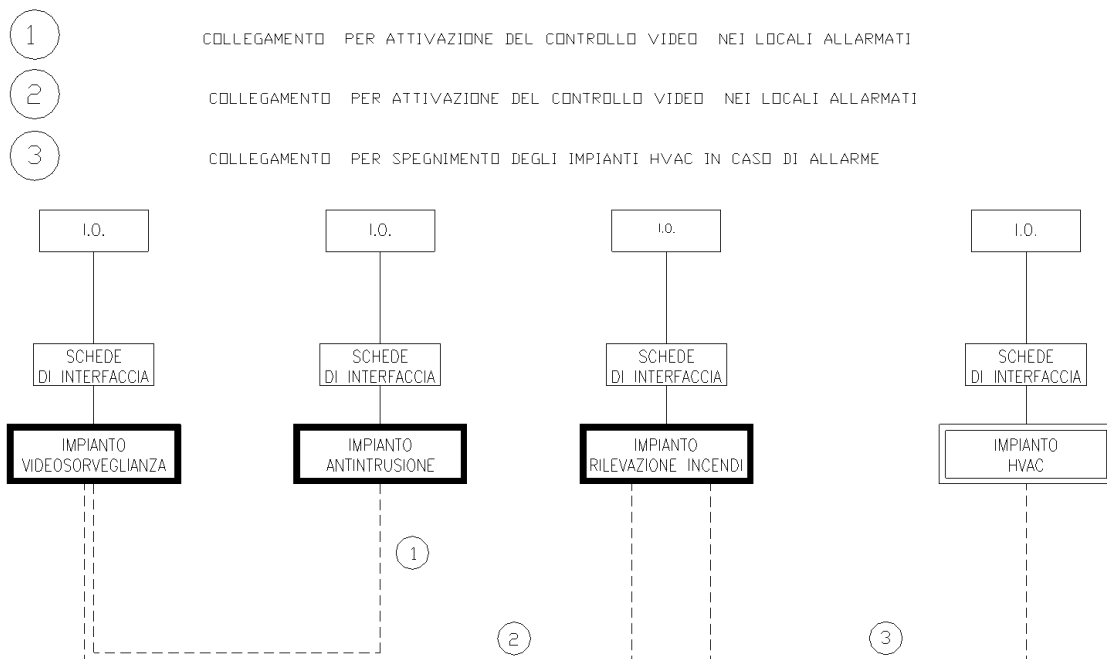 1 COLLEGAMENTO PER ATTIVAZIONE DEL CONTROLLO VIDEO NEI LOCALI ALLARMATI
2 COLLEGAMENTO PER ATTIVAZIONE DEL CONTROLLO VIDEO NEI LOCALI ALLARMATI
3 COLLEGAMENTO PER SPEGNIMENTO DEGLI IMPIANTI HVAC IN CASO DI ALLARME
I.O.
I.O.
I.O.
I.O.
SCHEDE
DI INTERFACCIA
SCHEDE
DI INTERFACCIA
SCHEDE
DI INTERFACCIA
SCHEDE
DI INTERFACCIA
IMPIANTO
VIDEOSORVEGLIANZA
IMPIANTO
ANTINTRUSIONE
IMPIANTO
RILEVAZIONE INCENDI
IMPIANTO
HVAC
1
2
3